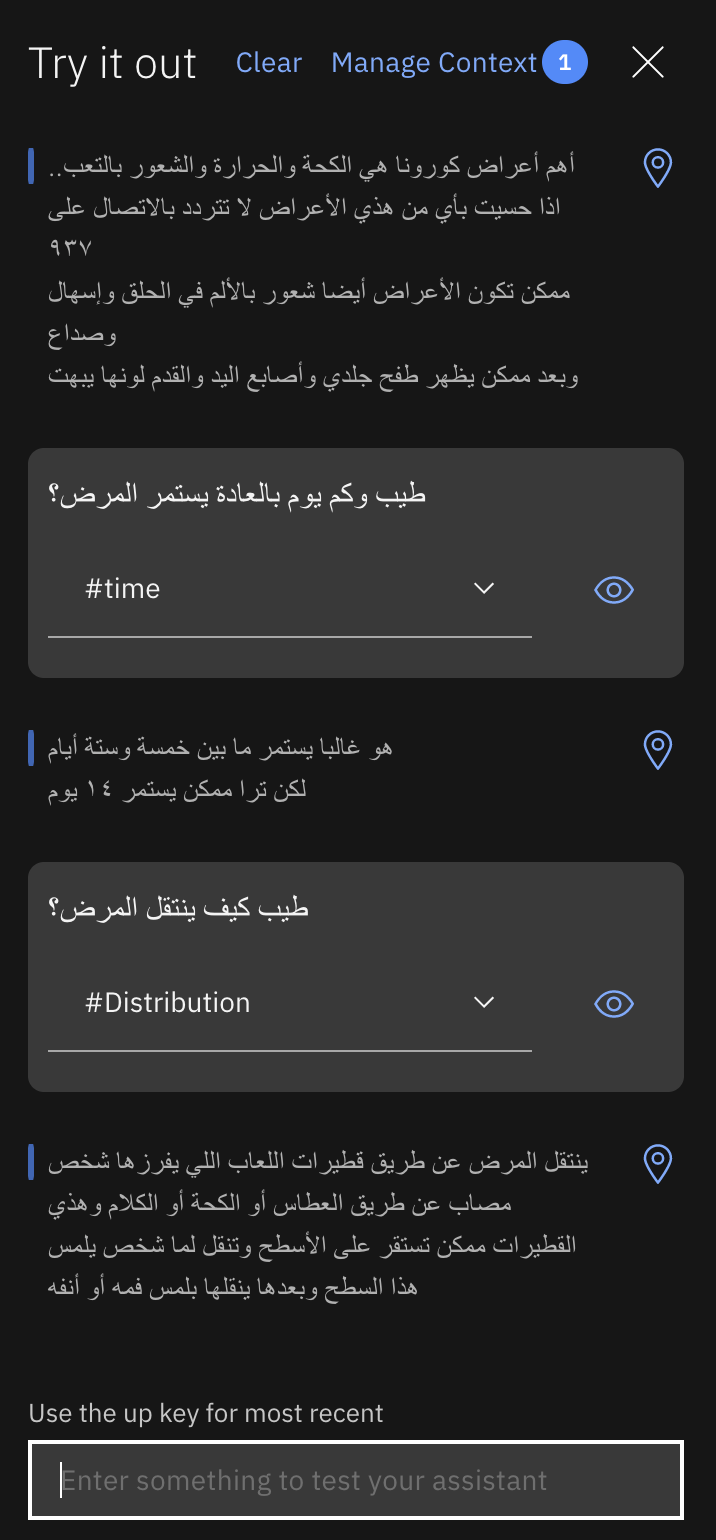 Try it out Clear Manage Context 1
أهم أعراض كورونا هي الكحة والحرارة والشعور بالتعب..
اذا حسيت بأي من هذي الأعراض لا تتردد بالاتصال على
٩٣٧
ممكن تكون الأعراض أيضا شعور بالألم في الحلق وإسهال
وصداع
وبعد ممكن يظهر طفح جلدي وأصابع اليد والقدم لونها يبهت
طيب وكم يوم بالعادة يستمر المرض؟
#time
هو غالبا يستمر ما بين خمسة وستة أيام
لكن ترا ممكن يستمر ١٤ يوم
طيب كيف ينتقل المرض؟
#Distribution
ينتقل المرض عن طريق قطيرات اللعاب اللي يفرزها شخص
مصاب عن طريق العطاس أو الكحة أو الكلام وهذي
القطيرات ممكن تستقر على الأسطح وتنقل لما شخص يلمس
هذا السطح وبعدها ينقلها بلمس فمه أو أنفه
Use the up key for most recent
Enter something to test your assistant